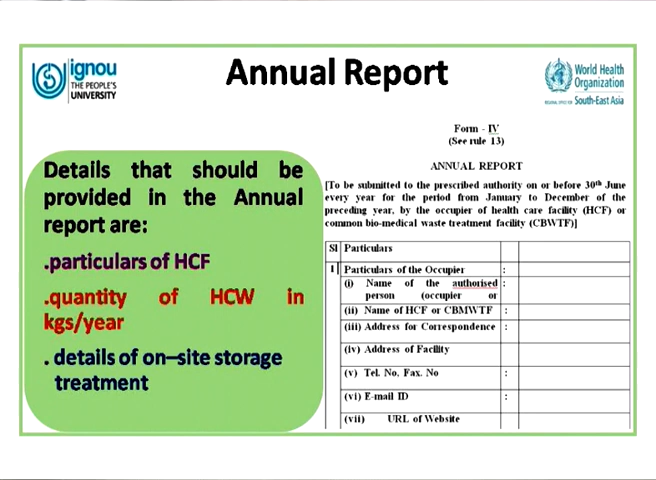 ignou
THE PEOPLE'S
UNIVERSITY
Annual Report
World Health
Organization
REGIONAL OFFICE FOR South-East Asia
Details that should be
provided in the Annual
report are:
.particulars of HCF
.quantity of HCW in
kgs/year
. details of on–site storage
treatment
Form - IV
(See rule 13)
ANNUAL REPORT
[To be submitted to the prescribed authority on or before 30th June
every year for the period from January to December of the
preceding year, by the occupier of health care facility (HCF) or
common bio-medical waste treatment facility (CBWTF)]
Sl Particulars
1 Particulars of the Occupier :
(i) Name of the authorised :
person (occupier or
(ii) Name of HCF or CBMWTF :
(iii) Address for Correspondence :
(iv) Address of Facility
(v) Tel. No, Fax. No :
(vi) E-mail ID :
(vii) URL of Website